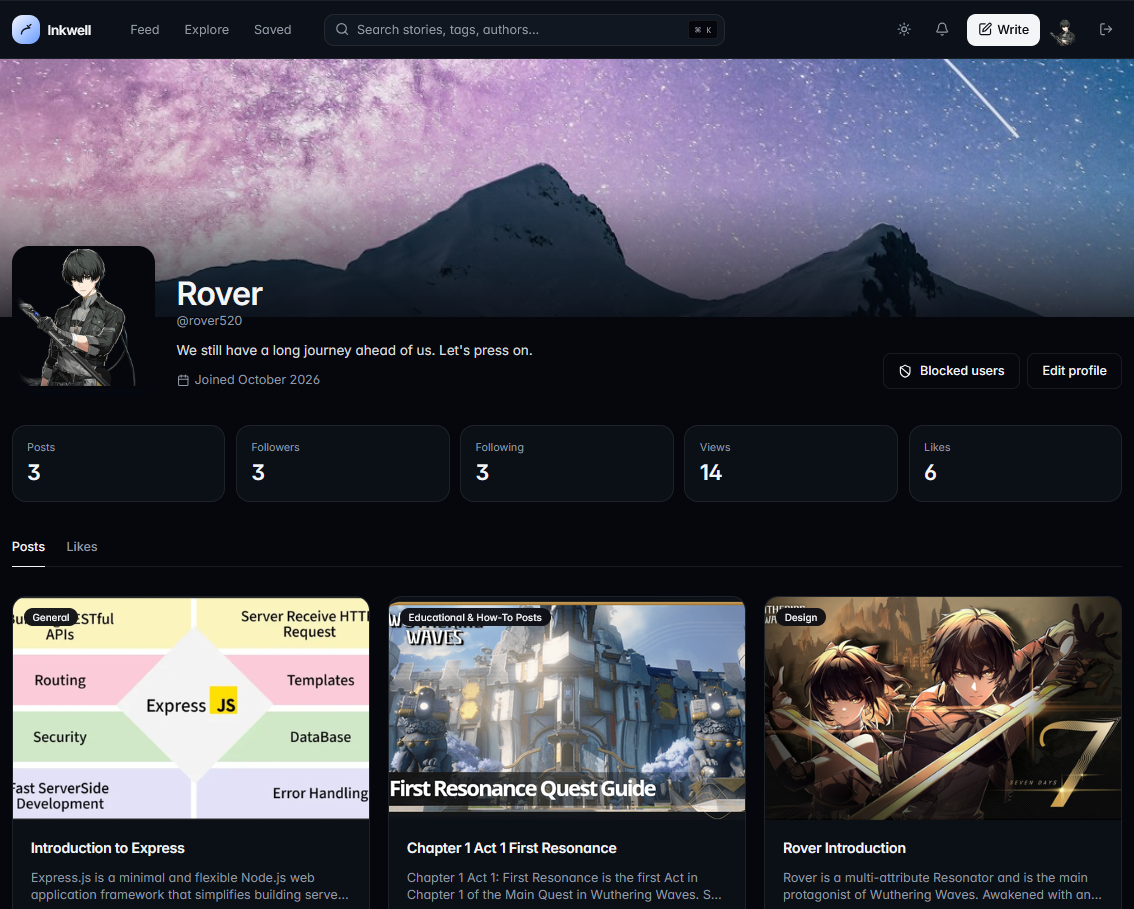 Inkwell
Feed
Explore
Saved
Search stories, tags, authors...
⌘ K
Write
Rover
@rover520
We still have a long journey ahead of us. Let's press on.
Joined October 2026
Blocked users
Edit profile
Posts
3
Followers
3
Following
3
Views
14
Likes
6
Posts
Likes
General
APIs
Server Receive HTT
Request
Routing
Templates
Express JS
Security
DataBase
Fast ServerSide
Development
Error Handling
Educational & How-To Posts
WAVES
First Resonance Quest Guide
Design
SEVEN DAYS
7
Introduction to Express
Express.js is a minimal and flexible Node.js web
application framework that simplifies building serve...
Chapter 1 Act 1 First Resonance
Chapter 1 Act 1: First Resonance is the first Act in
Chapter 1 of the Main Quest in Wuthering Waves. S...
Rover Introduction
Rover is a multi-attribute Resonator and is the main
protagonist of Wuthering Waves. Awakened with an...